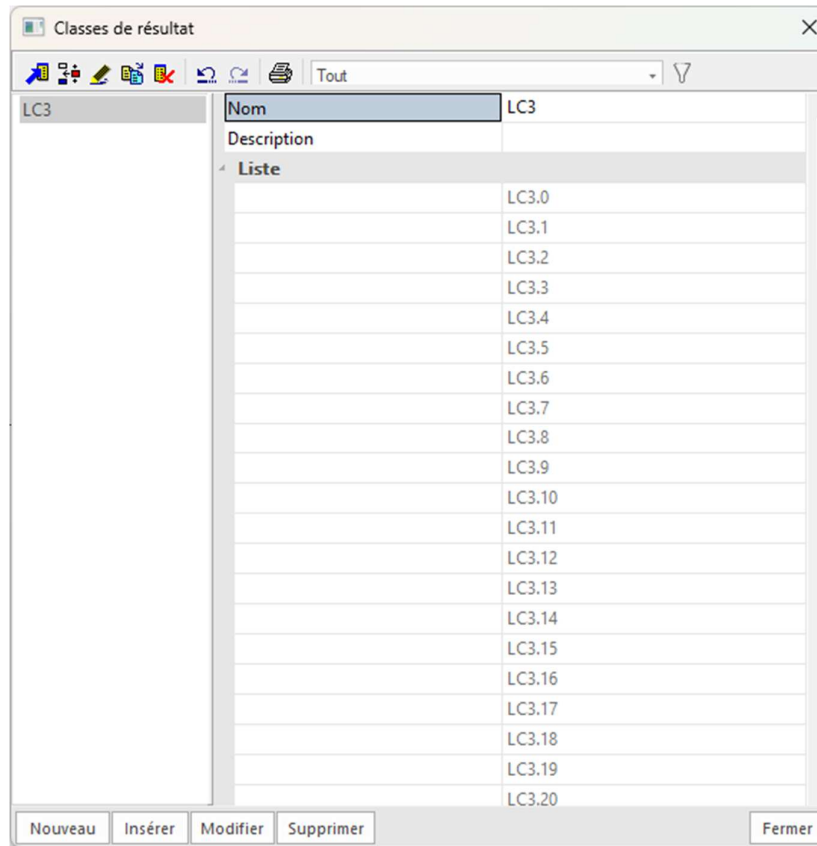 Classes de résultat
Tout
LC3
Nom LC3
Description
Liste
LC3.0
LC3.1
LC3.2
LC3.3
LC3.4
LC3.5
LC3.6
LC3.7
LC3.8
LC3.9
LC3.10
LC3.11
LC3.12
LC3.13
LC3.14
LC3.15
LC3.16
LC3.17
LC3.18
LC3.19
LC3.20
Nouveau Insérer Modifier Supprimer Fermer